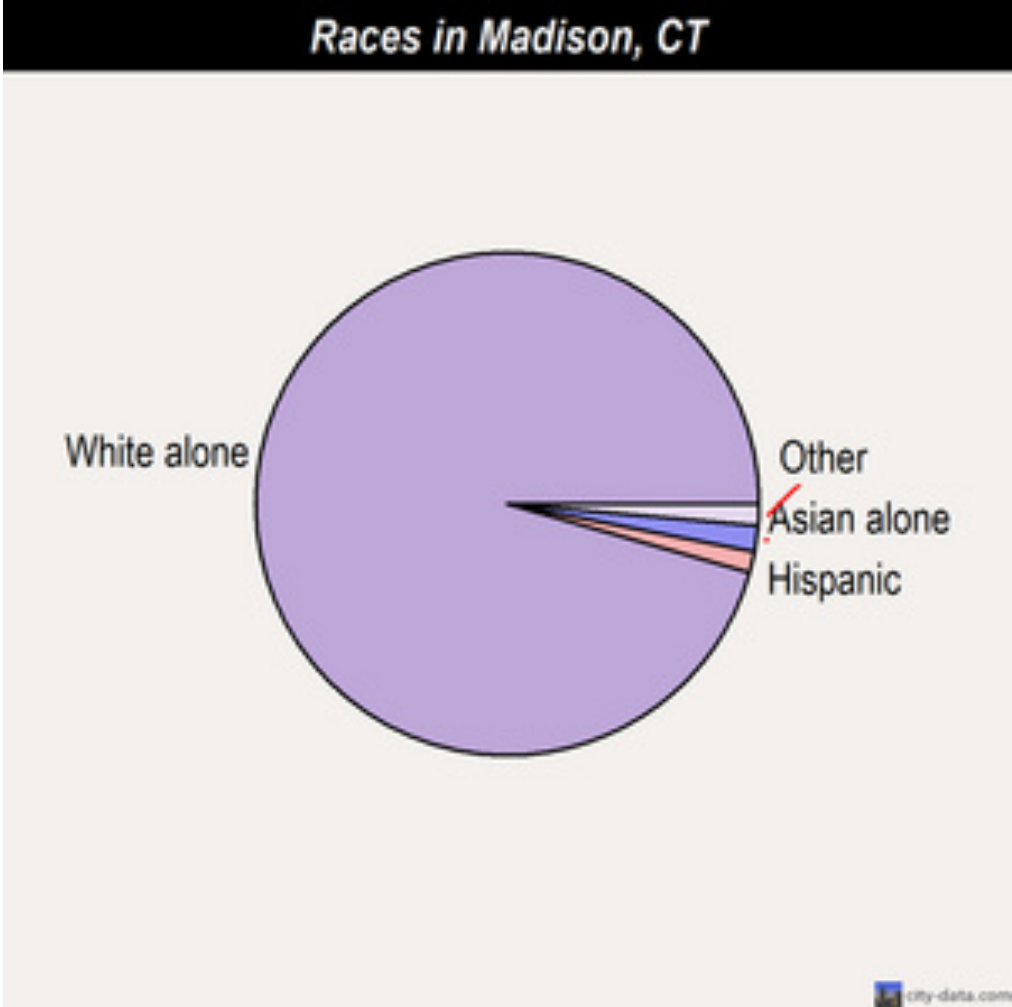 Races in Madison, CT
White alone
Other
Asian alone
Hispanic
city-data.com